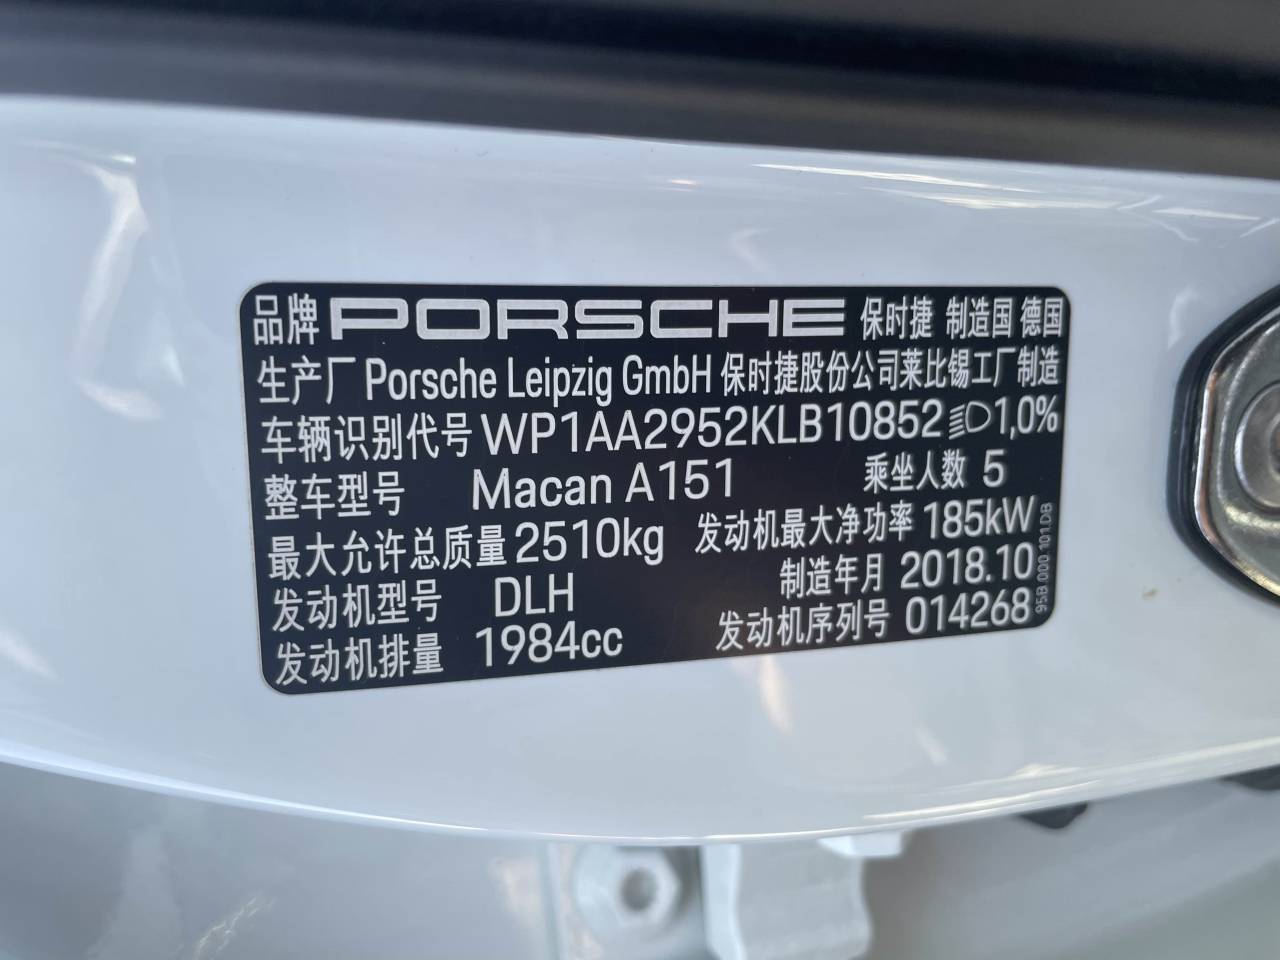 品牌 PORSCHE 保时捷 制造国 德国
生产厂 Porsche Leipzig GmbH 保时捷股份公司莱比锡工厂制造
车辆识别代号 WP1AA2952KLB10852 1,0%
整车型号 Macan A151 乘坐人数 5
最大允许总质量 2510kg 发动机最大净功率 185kW
发动机型号 DLH 制造年月 2018.10
发动机排量 1984cc 发动机序列号 014268
95B.000.101.DB